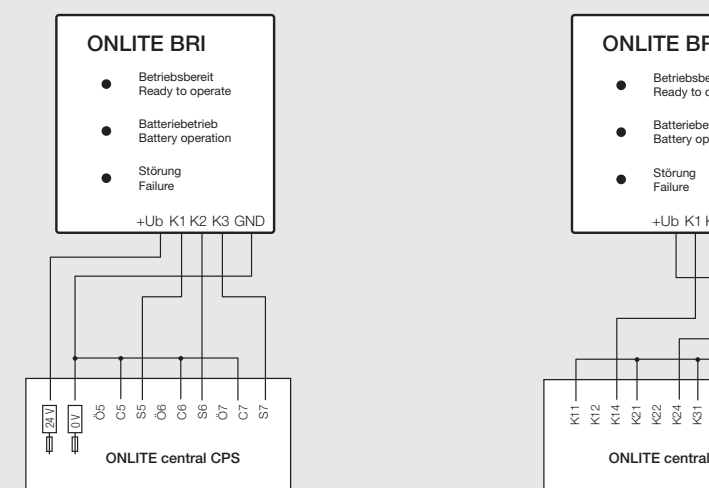 ONLITE BRI
Betriebsbereit
Ready to operate
Batteriebetrieb
Battery operation
Störung
Failure
+Ub K1 K2 K3 GND
24 V
0 V
Ö5
C5
S5
Ö6
C6
S6
Ö7
C7
S7
ONLITE central CPS
ONLITE BR
Betriebsbe
Ready to o
Batteriebet
Battery op
Störung
Failure
+Ub K1 K
K11
K12
K14
K21
K22
K24
K31
ONLITE central